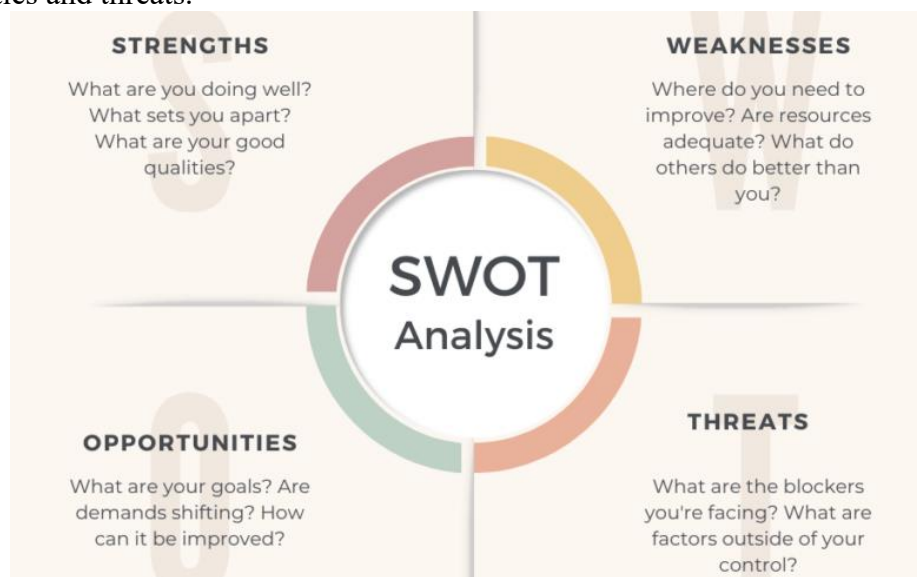 and threats.
STRENGTHS
What are you doing well?
What sets you apart?
What are your good
qualities?
WEAKNESSES
Where do you need to
improve? Are resources
adequate? What do
others do better than
you?
SWOT
Analysis
OPPORTUNITIES
What are your goals? Are
demands shifting? How
can it be improved?
THREATS
What are the blockers
you're facing? What are
factors outside of your
control?
S
W
O
T